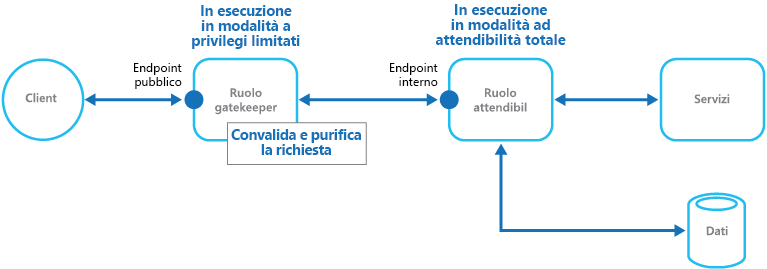 In esecuzione
in modalità a
privilegi limitati
In esecuzione
in modalità ad
attendibilità totale
Endpoint
pubblico
Endpoint
interno
Client
Ruolo
gatekeeper
Ruolo
attendibil
Servizi
Convalida e purifica
la richiesta
Dati